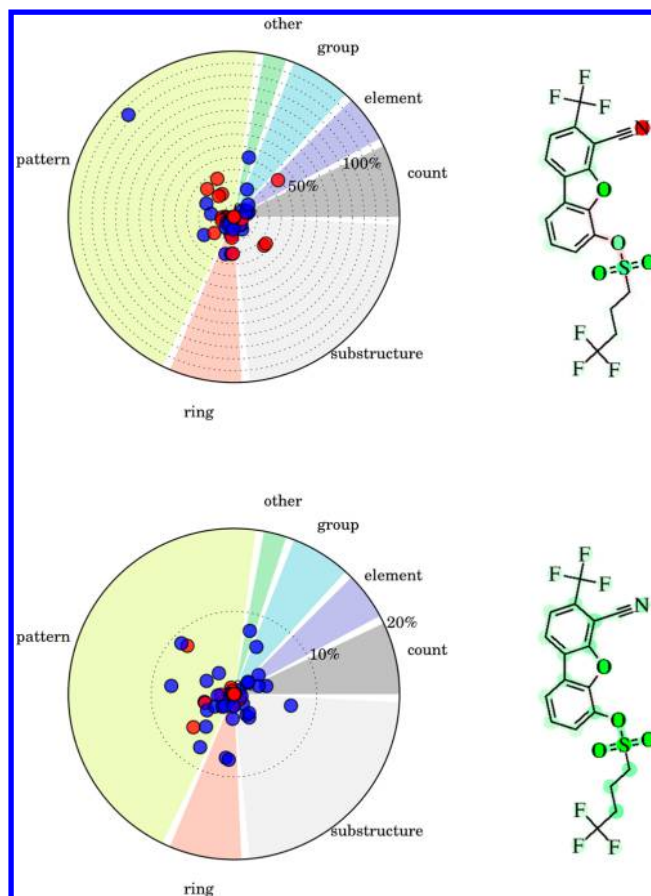 other
group
element
100%
count
50%
pattern
substructure
ring
F
F
F
N
O
O
O
S
O
F
F
F
other
group
element
20%
count
10%
pattern
substructure
ring
F
F
F
N
O
O
O
S
O
F
F
F